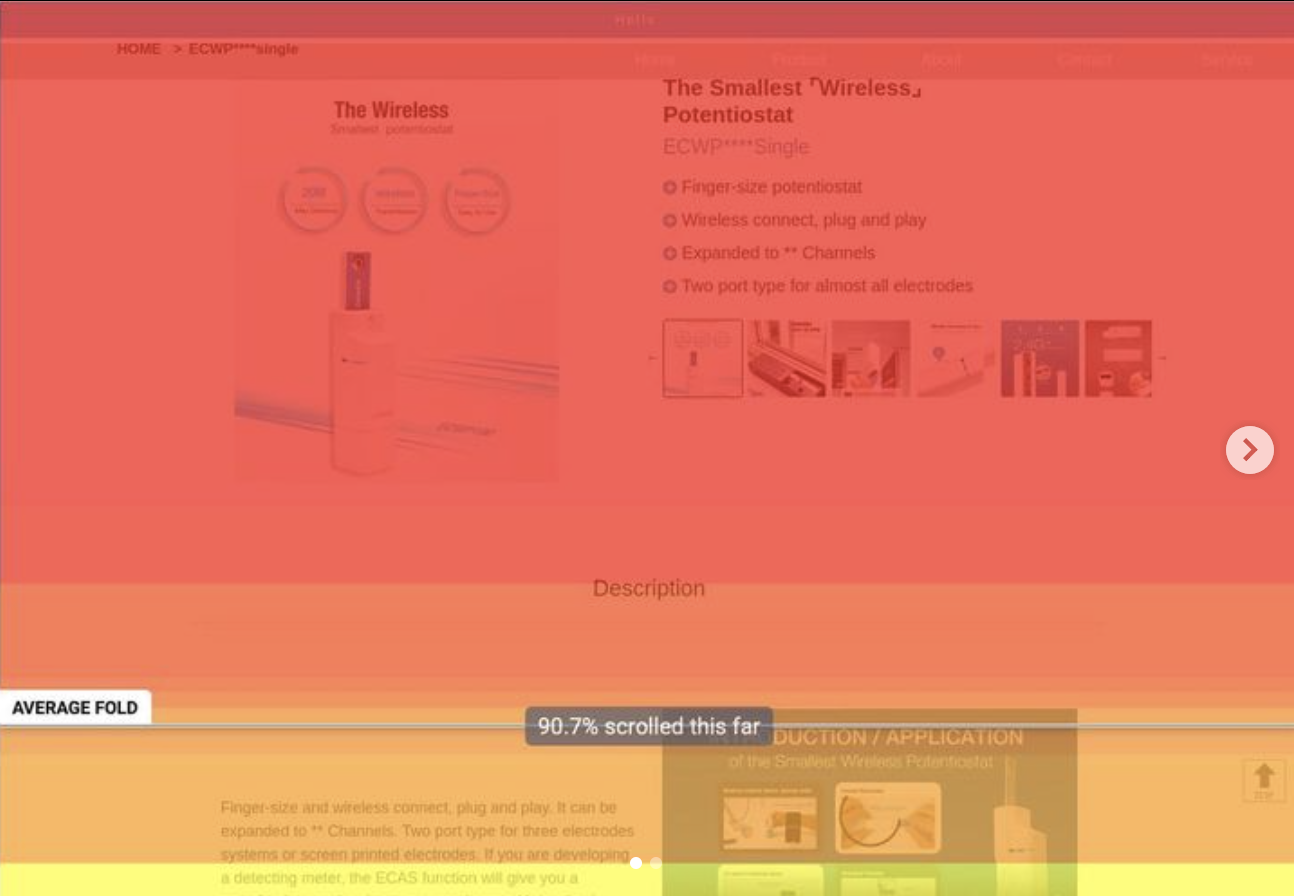 Hello
HOME > ECWP****single
Home Product About Contact Service
The Wireless
Smallest potentiostat
The Smallest「Wireless」
Potentiostat
ECWP****Single
Finger-size potentiostat
Wireless connect, plug and play
Expanded to ** Channels
Two port type for almost all electrodes
Description
AVERAGE FOLD
90.7% scrolled this far
DUCTION / APPLICATION
of the Smallest Wireless Potentiostat
TOP
Finger-size and wireless connect, plug and play. It can be
expanded to ** Channels. Two port type for three electrodes
systems or screen printed electrodes. If you are developing
a detecting meter, the ECAS function will give you a